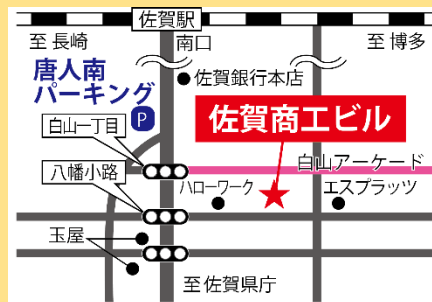 佐賀駅
至長崎
南口
至博多
唐人南
パーキング
P
佐賀銀行本店
佐賀商工ビル
白山一丁目
白山アーケード
八幡小路
ハローワーク
エスプラッツ
玉屋
至佐賀県庁